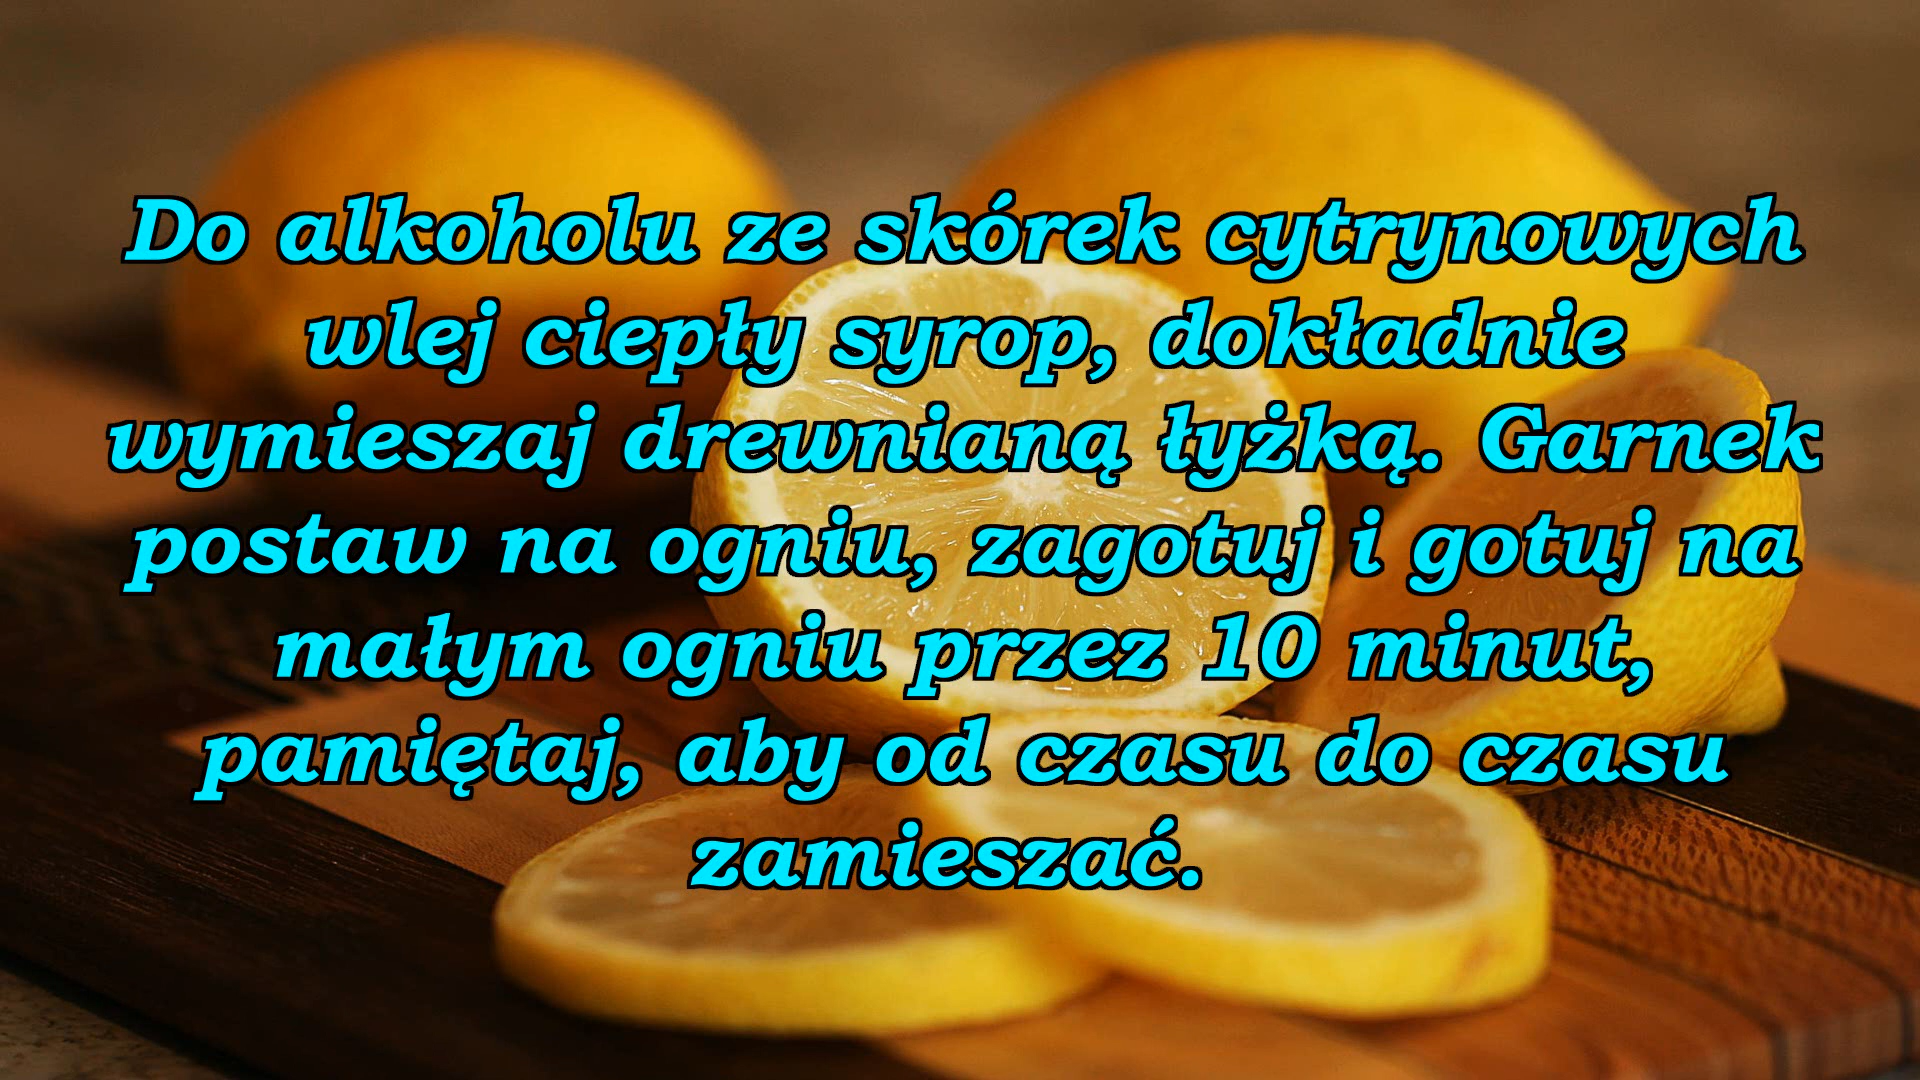 Do alkoholu ze skórek cytrynowych
wlej ciepły syrop, dokładnie
wymieszaj drewnianą łyżką. Garnek
postaw na ogniu, zagotuj i gotuj na
małym ogniu przez 10 minut,
pamiętaj, aby od czasu do czasu
zamieszać.